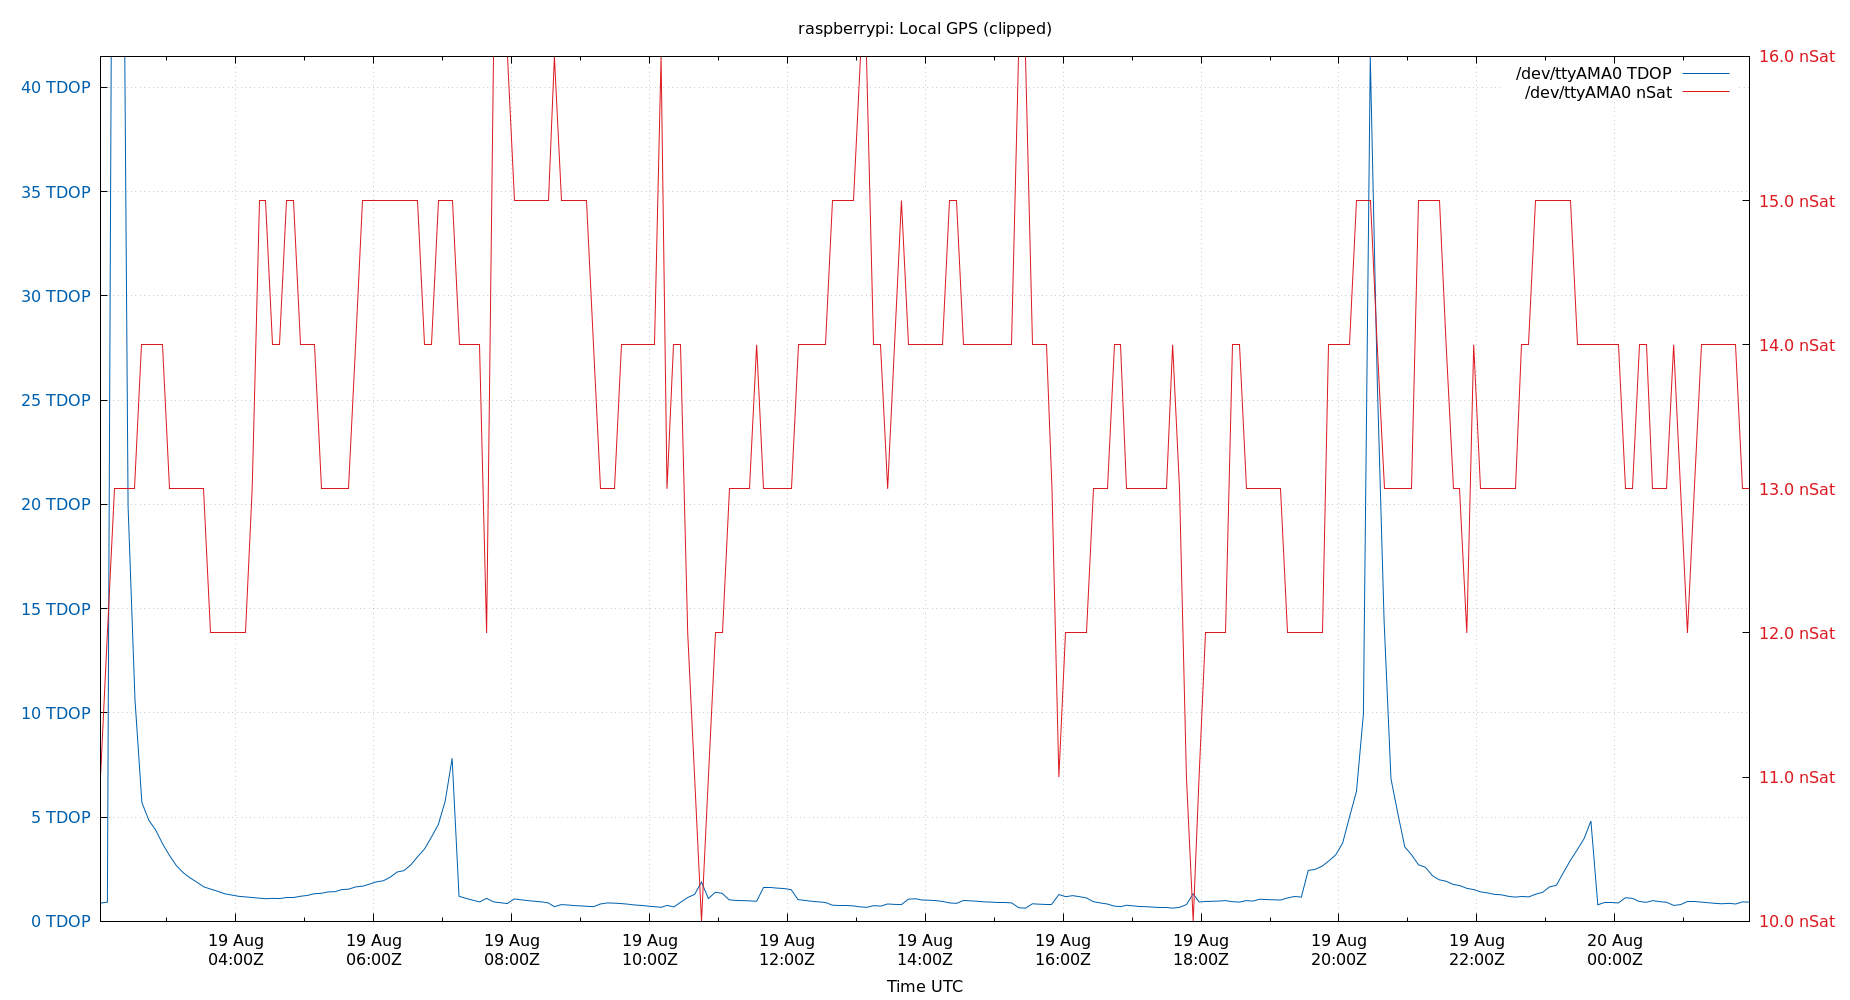 raspberrypi: Local GPS (clipped)
/dev/ttyAMA0 TDOP
/dev/ttyAMA0 nSat
40 TDOP
35 TDOP
30 TDOP
25 TDOP
20 TDOP
15 TDOP
10 TDOP
5 TDOP
0 TDOP
16.0 nSat
15.0 nSat
14.0 nSat
13.0 nSat
12.0 nSat
11.0 nSat
10.0 nSat
19 Aug
04:00Z
19 Aug
06:00Z
19 Aug
08:00Z
19 Aug
10:00Z
19 Aug
12:00Z
19 Aug
14:00Z
19 Aug
16:00Z
19 Aug
18:00Z
19 Aug
20:00Z
19 Aug
22:00Z
20 Aug
00:00Z
Time UTC